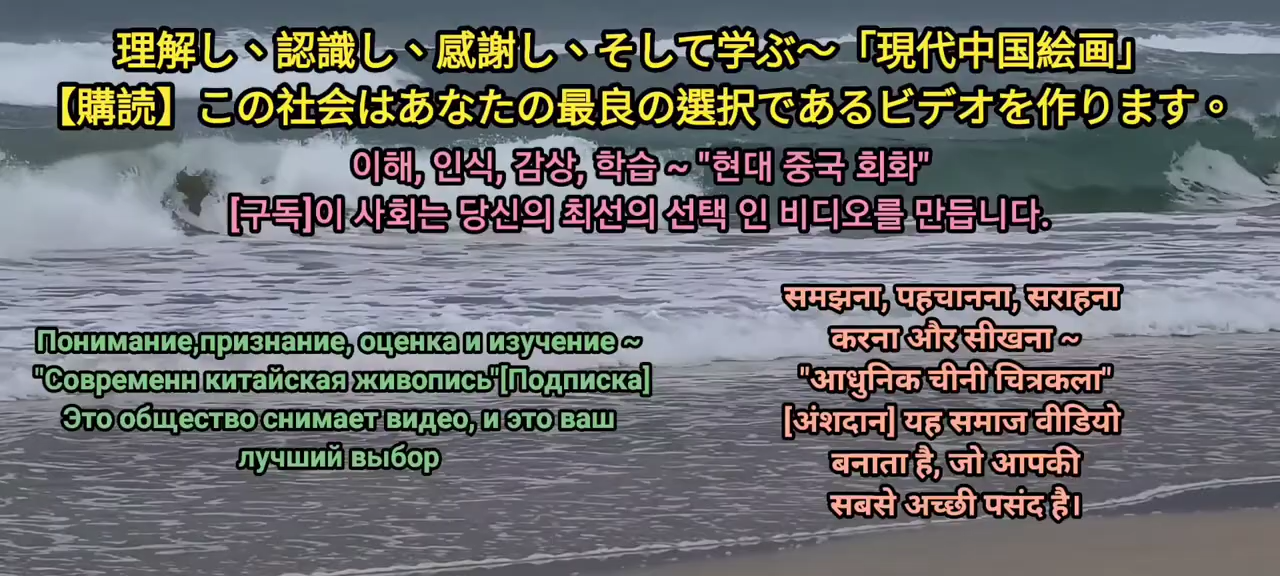 理解し、認識し、感謝し、そして学ぶ～「現代中国絵画」
【購読】この社会はあなたの最良の選択であるビデオを作ります。
이해, 인식, 감상, 학습 ~ "현대 중국 회화"
[구독]이 사회는 당신의 최선의 선택 인 비디오를 만듭니다.
Понимание,признание, оценка и изучение ~
"Современн китайская живопись"[Подписка]
Это общество снимает видео, и это ваш
лучший выбор
समझना, पहचानना, सराहना
करना और सीखना ~
"आधुनिक चीनी चित्रकला"
[अंशदान] यह समाज वीडियो
बनाता है, जो आपकी
सबसे अच्छी पसंद है।